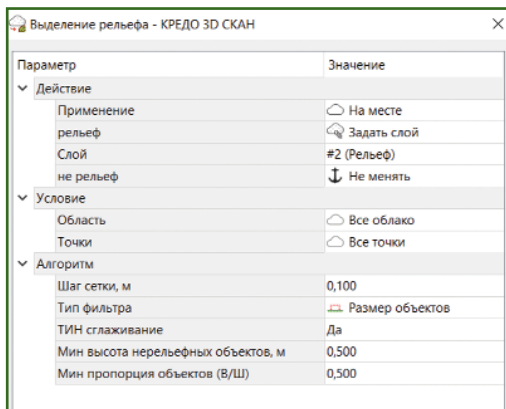 Выделение рельефа - КРЕДО 3D СКАН
Параметр Значение
Действие
Применение На месте
рельеф Задать слой
Слой #2 (Рельеф)
не рельеф Не менять
Условие
Область Все облако
Точки Все точки
Алгоритм
Шаг сетки, м 0,100
Тип фильтра Размер объектов
ТИН сглаживание Да
Мин высота нерельефных объектов, м 0,500
Мин пропорция объектов (В/Ш) 0,500